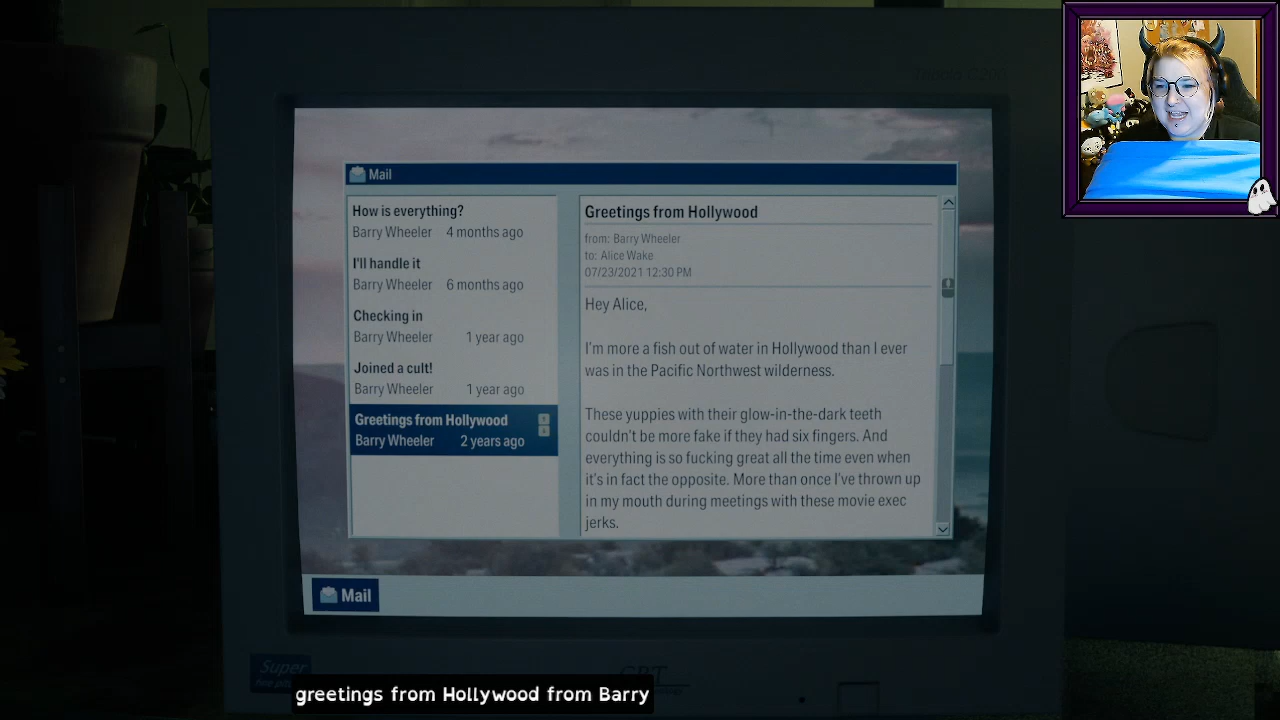 Mail
How is everything?
Barry Wheeler 4 months ago
I'll handle it
Barry Wheeler 6 months ago
Checking in
Barry Wheeler 1 year ago
Joined a cult!
Barry Wheeler 1 year ago
Greetings from Hollywood
Barry Wheeler 2 years ago
Greetings from Hollywood
from: Barry Wheeler
to: Alice Wake
07/23/2021 12:30 PM
Hey Alice,
I'm more a fish out of water in Hollywood than I ever
was in the Pacific Northwest wilderness.
These yuppies with their glow-in-the-dark teeth
couldn't be more fake if they had six fingers. And
everything is so fucking great all the time even when
it's in fact the opposite. More than once I've thrown up
in my mouth during meetings with these movie exec
jerks.
Mail
Super
CRT
greetings from Hollywood from Barry